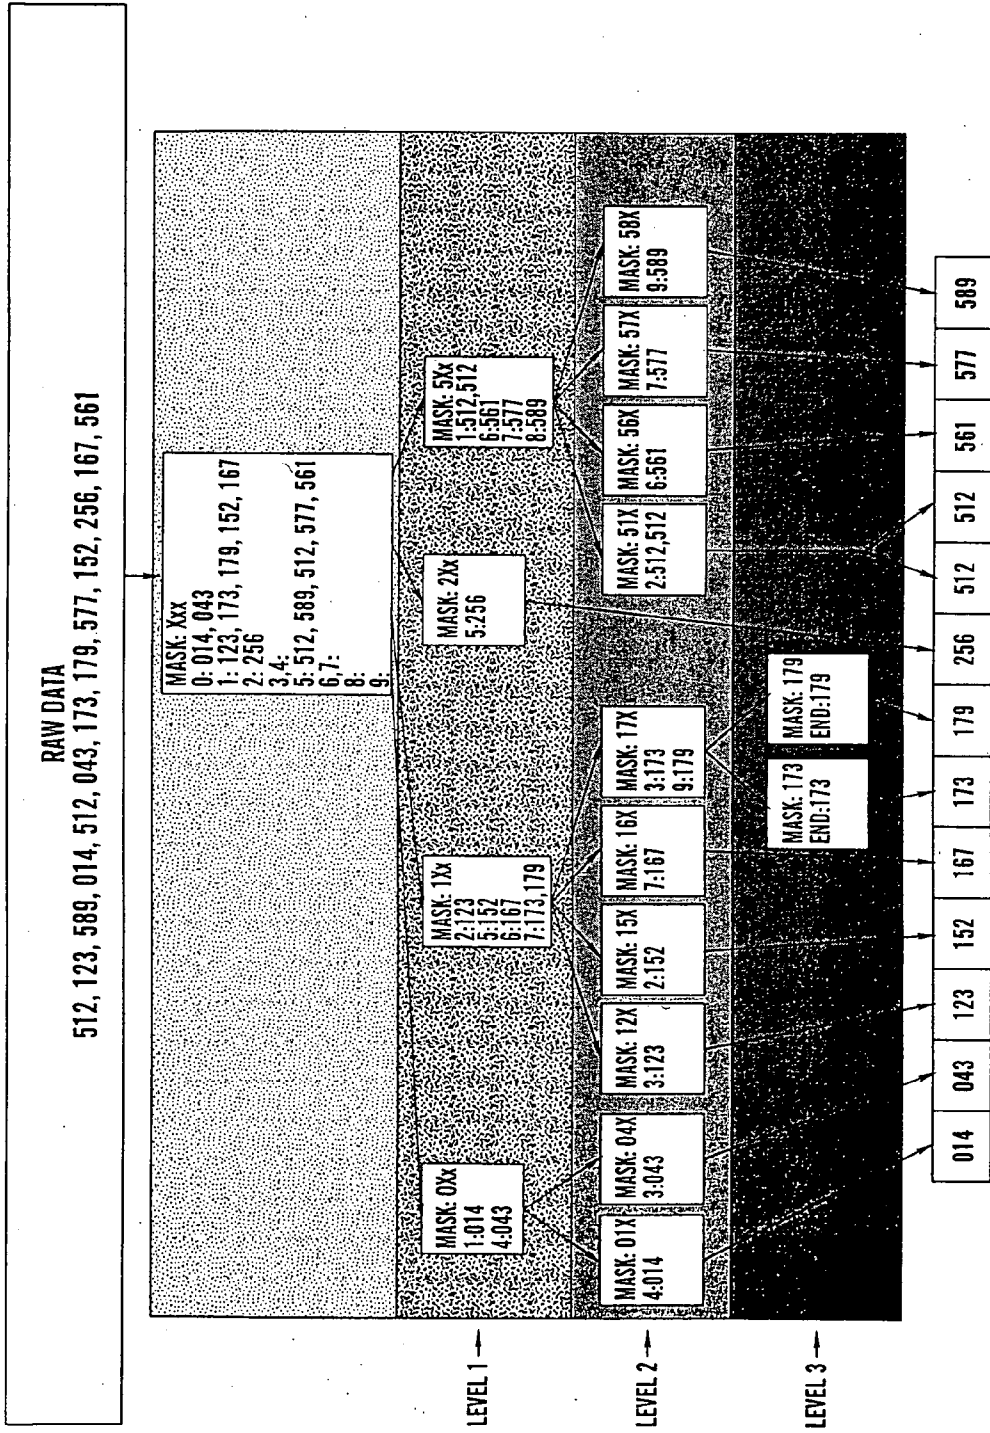 RAW DATA
512, 123, 589, 014, 512, 043, 173, 179, 577, 152, 256, 167, 561
MASK: Xxx
0: 014, 043
1: 123, 173, 179, 152, 167
2: 256
3,4:
5: 512, 589, 512, 577, 561
6,7:
8:
9:
LEVEL 1
MASK: 0Xx
1:014
4:043
MASK: 1Xx
2:123
5:152
6:167
7:173,179
MASK: 2Xx
5:256
MASK: 5Xx
1:512,512
6:561
7:577
8:589
LEVEL 2
MASK: 01X
4:014
MASK: 04X
3:043
MASK: 12X
3:123
MASK: 15X
2:152
MASK: 16X
7:167
MASK: 17X
3:173
9:179
MASK: 51X
2:512,512
MASK: 56X
6:561
MASK: 57X
7:577
MASK: 58X
9:589
LEVEL 3
MASK: 173
END:173
MASK: 179
END:179
014 043 123 152 167 173 179 256 512 512 561 577 589